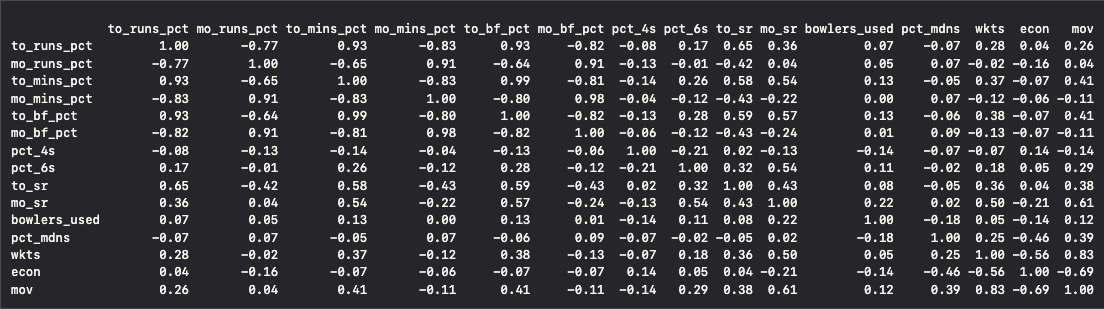 to_runs_pct mo_runs_pct to_mins_pct mo_mins_pct to_bf_pct mo_bf_pct pct_4s pct_6s to_sr mo_sr bowlers_used pct_mdns wkts econ mov
to_runs_pct 1.00 −0.77 0.93 −0.83 0.93 −0.82 −0.08 0.17 0.65 0.36 0.07 −0.07 0.28 0.04 0.26
mo_runs_pct −0.77 1.00 −0.65 0.91 −0.64 0.91 −0.13 −0.01 −0.42 0.04 0.05 0.07 −0.02 −0.16 0.04
to_mins_pct 0.93 −0.65 1.00 −0.83 0.99 −0.81 −0.14 0.26 0.58 0.54 0.13 −0.05 0.37 −0.07 0.41
mo_mins_pct −0.83 0.91 −0.83 1.00 −0.80 0.98 −0.04 −0.12 −0.43 −0.22 0.00 0.07 −0.12 −0.06 −0.11
to_bf_pct 0.93 −0.64 0.99 −0.80 1.00 −0.82 −0.13 0.28 0.59 0.57 0.13 −0.06 0.38 −0.07 0.41
mo_bf_pct −0.82 0.91 −0.81 0.98 −0.82 1.00 −0.06 −0.12 −0.43 −0.24 0.01 0.09 −0.13 −0.07 −0.11
pct_4s −0.08 −0.13 −0.14 −0.04 −0.13 −0.06 1.00 −0.21 0.02 −0.13 −0.14 −0.07 −0.07 0.14 −0.14
pct_6s 0.17 −0.01 0.26 −0.12 0.28 −0.12 −0.21 1.00 0.32 0.54 0.11 −0.02 0.18 0.05 0.29
to_sr 0.65 −0.42 0.58 −0.43 0.59 −0.43 0.02 0.32 1.00 0.43 0.08 −0.05 0.36 0.04 0.38
mo_sr 0.36 0.04 0.54 −0.22 0.57 −0.24 −0.13 0.54 0.43 1.00 0.22 0.02 0.50 −0.21 0.61
bowlers_used 0.07 0.05 0.13 0.00 0.13 0.01 −0.14 0.11 0.08 0.22 1.00 −0.18 0.05 −0.14 0.12
pct_mdns −0.07 0.07 −0.05 0.07 −0.06 0.09 −0.07 −0.02 −0.05 0.02 −0.18 1.00 0.25 −0.46 0.39
wkts 0.28 −0.02 0.37 −0.12 0.38 −0.13 −0.07 0.18 0.36 0.50 0.05 0.25 1.00 −0.56 0.83
econ 0.04 −0.16 −0.07 −0.06 −0.07 −0.07 0.14 0.05 0.04 −0.21 −0.14 −0.46 −0.56 1.00 −0.69
mov 0.26 0.04 0.41 −0.11 0.41 −0.11 −0.14 0.29 0.38 0.61 0.12 0.39 0.83 −0.69 1.00